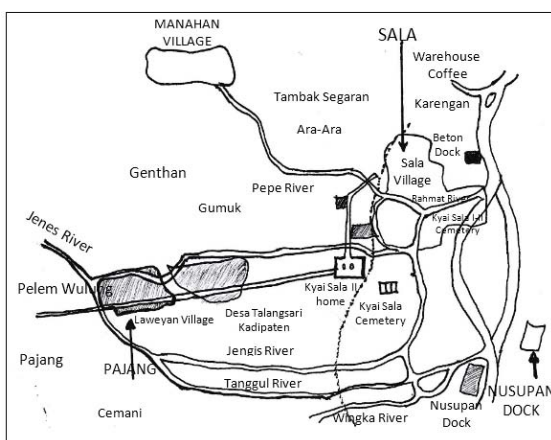 MANAHAN
VILLAGE
SALA
Warehouse
Coffee
Tambak Segaran
Karengan
Ara-Ara
Beton
Dock
Genthan
Sala
Village
Pepe River
Rahmat River
Gumuk
Kyai Sala I-II
Cemetery
Jenes River
Pelem Wulung
Kyai Sala II
home
Kyai Sala
Cemetery
Laweyan Village
Desa Talangsari
Kadipaten
Pajang
PAJANG
Jengis River
Tanggul River
NUSUPAN
DOCK
Cemani
Wingka River
Nusupan
Dock